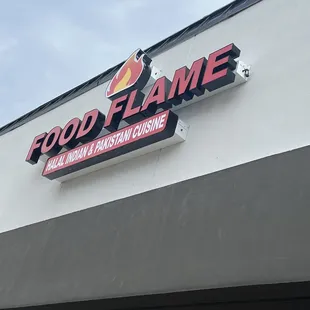 FOOD FLAME
HALAL INDIAN & PAKISTANI CUISINE